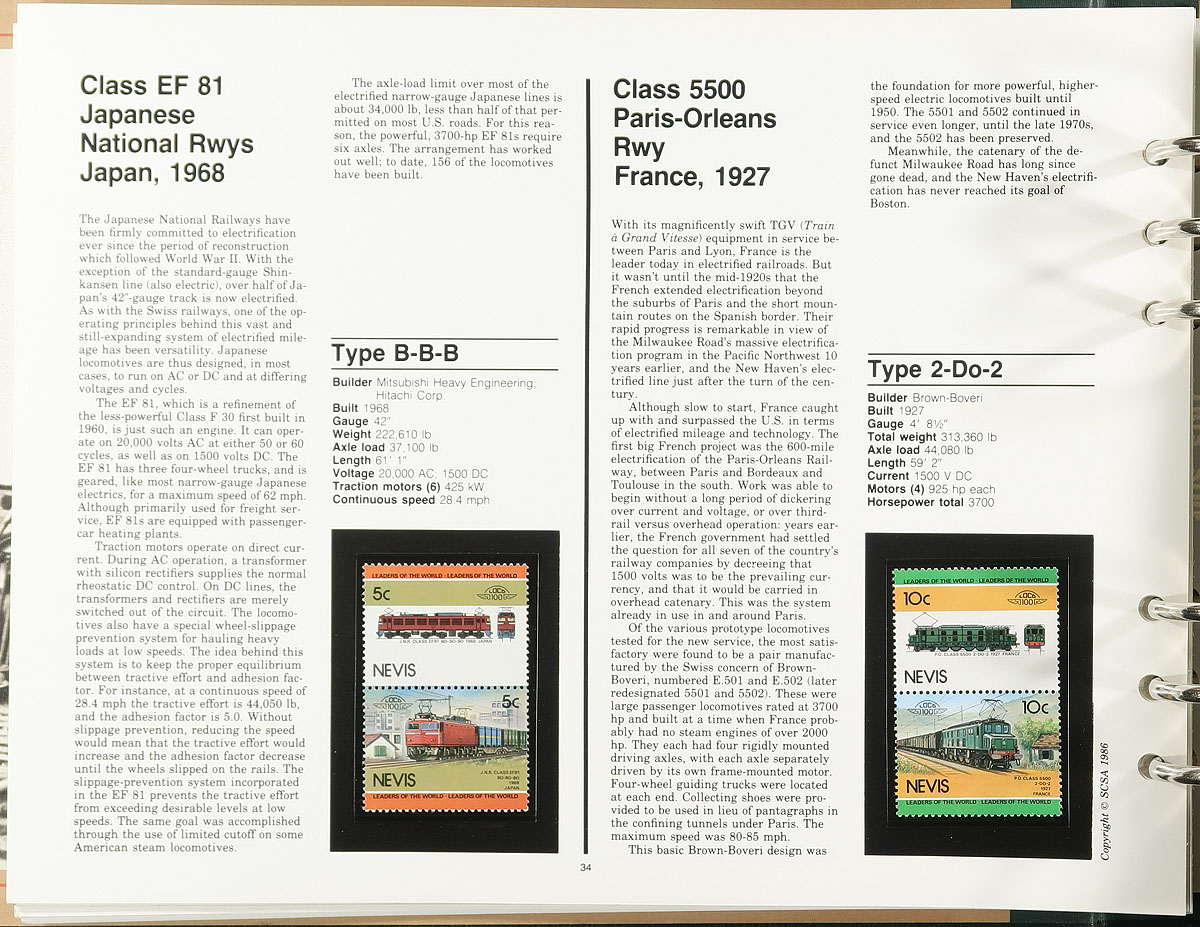 Class EF 81
Japanese
National Rwys
Japan, 1968
The Japanese National Railways have
been firmly committed to electrification
ever since the period of reconstruction
which followed World War II. With the
exception of the standard-gauge Shin-
kansen line (also electric), over half of Ja-
pan's 42"-gauge track is now electrified.
As with the Swiss railways, one of the op-
erating principles behind this vast and
still-expanding system of electrified mile-
age has been versatility. Japanese
locomotives are thus designed, in most
cases, to run on AC or DC and at differing
voltages and cycles.
The EF 81, which is a refinement of
the less-powerful Class F 30 first built in
1960, is just such an engine. It can oper-
ate on 20,000 volts AC at either 50 or 60
cycles, as well as on 1500 volts DC. The
EF 81 has three four-wheel trucks, and is
geared, like most narrow-gauge Japanese
electrics, for a maximum speed of 62 mph.
Although primarily used for freight ser-
vice, EF 81s are equipped with passenger-
car heating plants.
Traction motors operate on direct cur-
rent. During AC operation, a transformer
with silicon rectifiers supplies the normal
rheostatic DC control. On DC lines, the
transformers and rectifiers are merely
switched out of the circuit. The locomo-
tives also have a special wheel-slippage
prevention system for hauling heavy
loads at low speeds. The idea behind this
system is to keep the proper equilibrium
between tractive effort and adhesion fac-
tor. For instance, at a continuous speed of
28.4 mph the tractive effort is 44,050 lb,
and the adhesion factor is 5.0. Without
slippage prevention, reducing the speed
would mean that the tractive effort would
increase and the adhesion factor decrease
until the wheels slipped on the rails. The
slippage-prevention system incorporated
in the EF 81 prevents the tractive effort
from exceeding desirable levels at low
speeds. The same goal was accomplished
through the use of limited cutoff on some
American steam locomotives.
The axle-load limit over most of the
electrified narrow-gauge Japanese lines is
about 34,000 lb, less than half of that per-
mitted on most U.S. roads. For this rea-
son, the powerful, 3700-hp EF 81s require
six axles. The arrangement has worked
out well; to date, 156 of the locomotives
have been built.
Type B-B-B
Builder Mitsubishi Heavy Engineering;
Hitachi Corp.
Built 1968
Gauge 42"
Weight 222,610 lb
Axle load 37,100 lb
Length 61' 1"
Voltage 20,000 AC; 1500 DC
Traction motors (6) 425 kW
Continuous speed 28.4 mph
LEADERS OF THE WORLD · LEADERS OF THE WORLD
5c
LOCO
100
J.N.R. CLASS EF81 BO-BO-BO 1968 JAPAN
NEVIS
LOCO
100
5c
NEVIS
J.N.R. CLASS EF81
BO-BO-BO
1968
JAPAN
LEADERS OF THE WORLD · LEADERS OF THE WORLD
Class 5500
Paris-Orleans
Rwy
France, 1927
With its magnificently swift TGV (Train
à Grand Vitesse) equipment in service be-
tween Paris and Lyon, France is the
leader today in electrified railroads. But
it wasn't until the mid-1920s that the
French extended electrification beyond
the suburbs of Paris and the short moun-
tain routes on the Spanish border. Their
rapid progress is remarkable in view of
the Milwaukee Road's massive electrifica-
tion program in the Pacific Northwest 10
years earlier, and the New Haven's elec-
trified line just after the turn of the cen-
tury.
Although slow to start, France caught
up with and surpassed the U.S. in terms
of electrified mileage and technology. The
first big French project was the 600-mile
electrification of the Paris-Orleans Rail-
way, between Paris and Bordeaux and
Toulouse in the south. Work was able to
begin without a long period of dickering
over current and voltage, or over third-
rail versus overhead operation: years ear-
lier, the French government had settled
the question for all seven of the country's
railway companies by decreeing that
1500 volts was to be the prevailing cur-
rency, and that it would be carried in
overhead catenary. This was the system
already in use in and around Paris.
Of the various prototype locomotives
tested for the new service, the most satis-
factory were found to be a pair manufac-
tured by the Swiss concern of Brown-
Boveri, numbered E.501 and E.502 (later
redesignated 5501 and 5502). These were
large passenger locomotives rated at 3700
hp and built at a time when France prob-
ably had no steam engines of over 2000
hp. They each had four rigidly mounted
driving axles, with each axle separately
driven by its own frame-mounted motor.
Four-wheel guiding trucks were located
at each end. Collecting shoes were pro-
vided to be used in lieu of pantagraphs in
the confining tunnels under Paris. The
maximum speed was 80-85 mph.
This basic Brown-Boveri design was
the foundation for more powerful, higher-
speed electric locomotives built until
1950. The 5501 and 5502 continued in
service even longer, until the late 1970s,
and the 5502 has been preserved.
Meanwhile, the catenary of the de-
funct Milwaukee Road has long since
gone dead, and the New Haven's electrifi-
cation has never reached its goal of
Boston.
Type 2-Do-2
Builder Brown-Boveri
Built 1927
Gauge 4' 8½"
Total weight 313,360 lb
Axle load 44,080 lb
Length 59' 2"
Current 1500 V DC
Motors (4) 925 hp each
Horsepower total 3700
LEADERS OF THE WORLD · LEADERS OF THE WORLD
10c
LOCO
100
P.O. CLASS 5500 2-DO-2 1927 FRANCE
NEVIS
LOCO
100
10c
NEVIS
P.O. CLASS 5500
2-DO-2
1927
FRANCE
LEADERS OF THE WORLD · LEADERS OF THE WORLD
Copyright © SCSA 1986
34